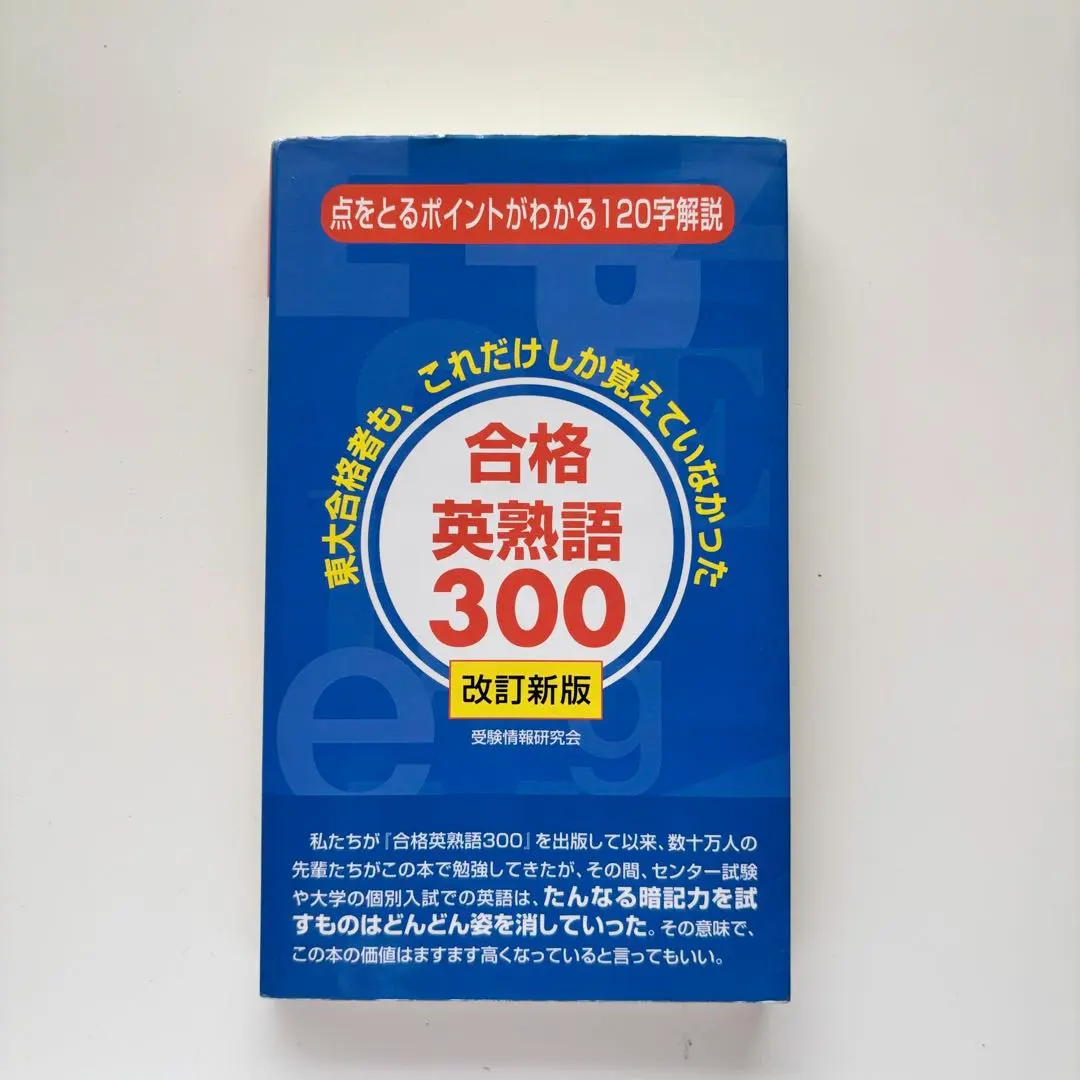 点をとるポイントがわかる120字解説
東大合格者も、これだけしか覚えていなかった
合格
英熟語
300
改訂新版
受験情報研究会
私たちが『合格英熟語300』を出版して以来、数十万人の
先輩たちがこの本で勉強してきたが、その間、センター試験
や大学の個別入試での英語は、たんなる暗記力を試
すものはどんどん姿を消していった。その意味で、
この本の価値はますます高くなっていると言ってもいい。